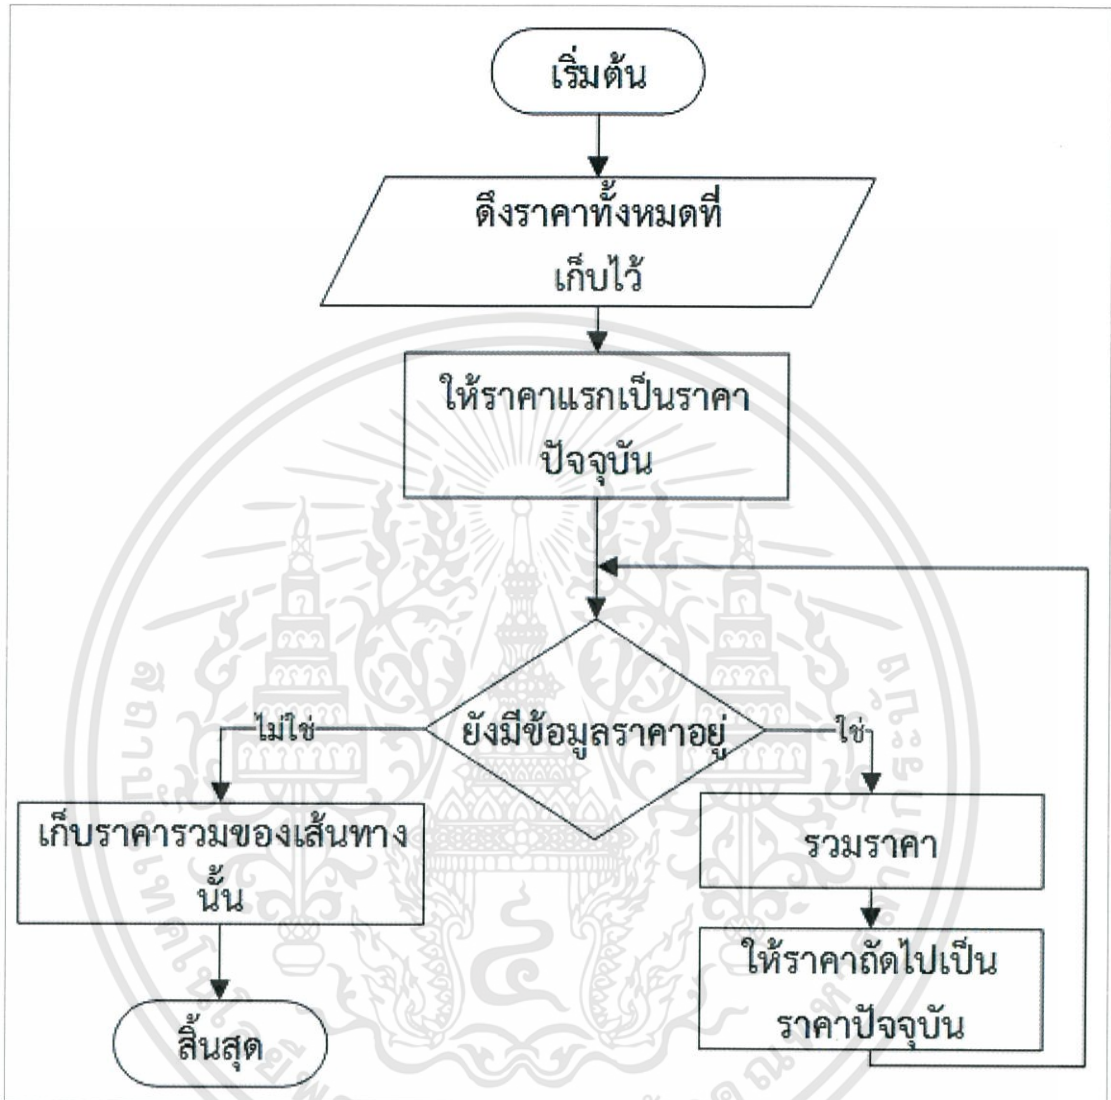 เริ่มต้น
ดึงราคาทั้งหมดที่
เก็บไว้
ให้ราคาแรกเป็นราคา
ปัจจุบัน
ยังมีข้อมูลราคาอยู่
ไม่ใช่
ใช่
เก็บราคารวมของเส้นทาง
นั้น
สิ้นสุด
รวมราคา
ให้ราคาถัดไปเป็น
ราคาปัจจุบัน